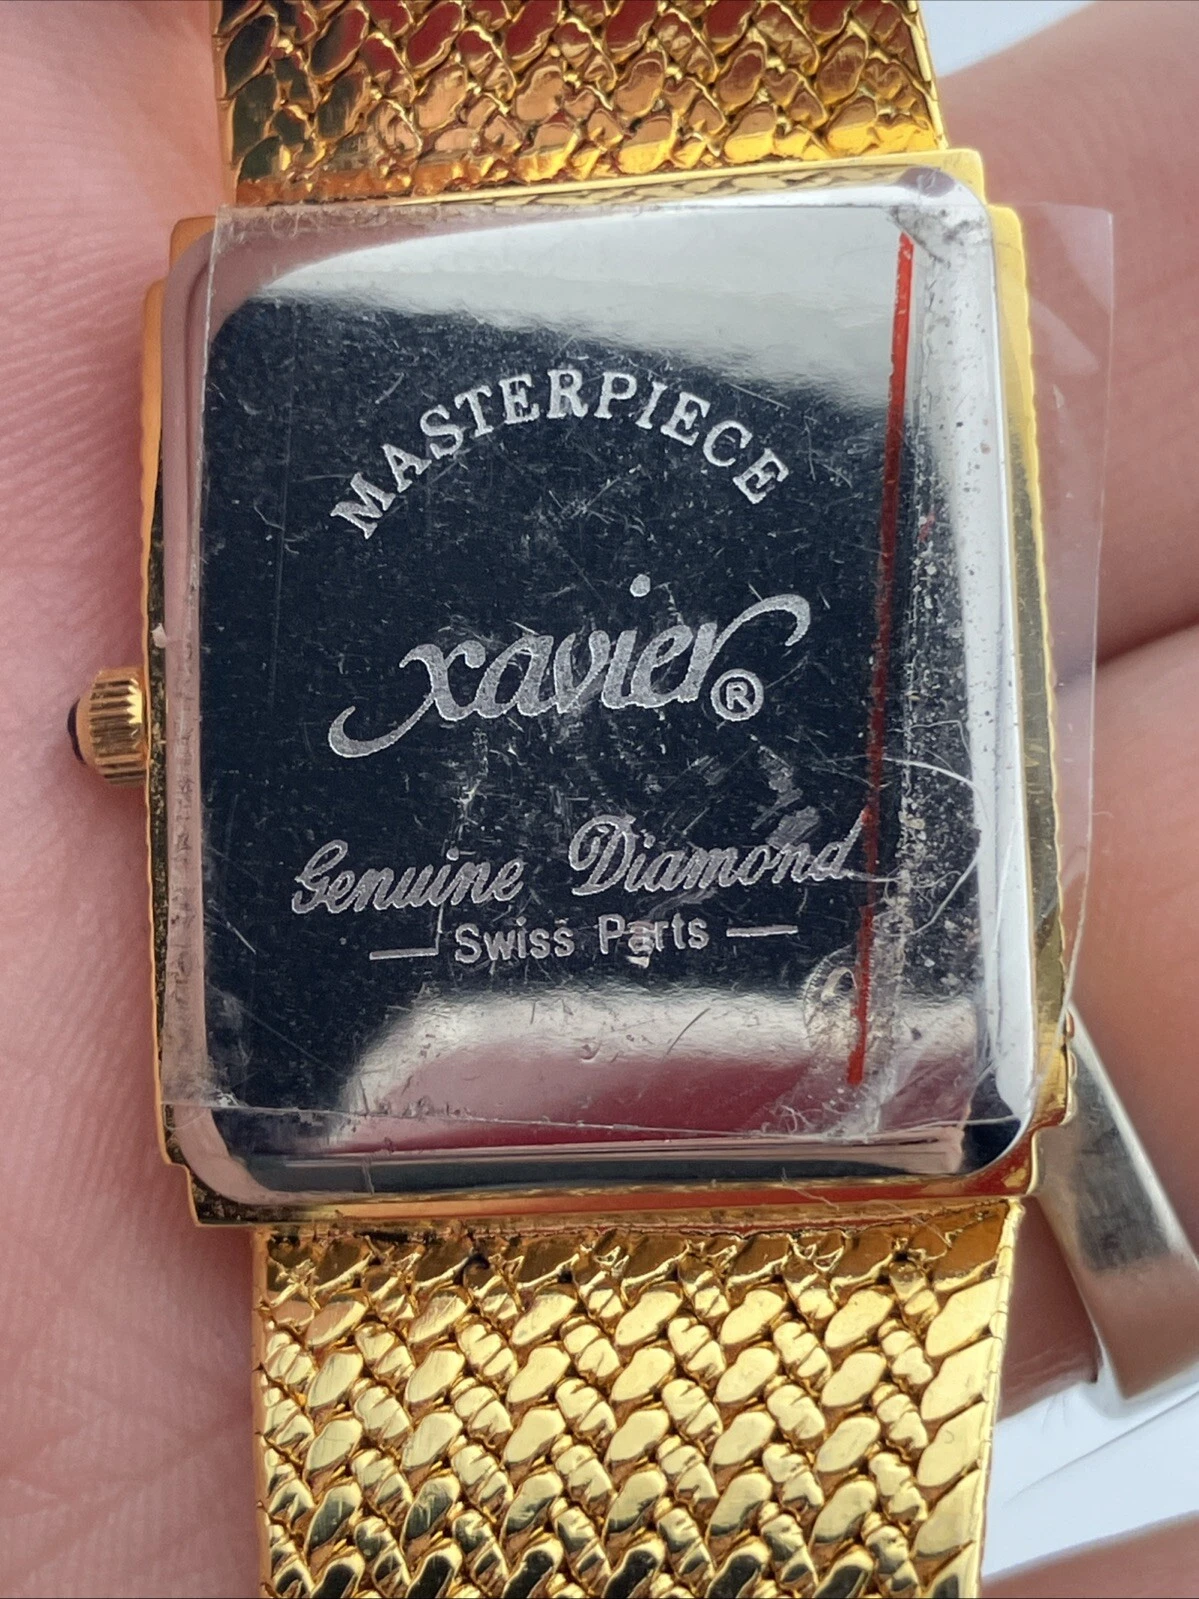 MASTERPIECE
xavier®
Genuine Diamond
Swiss Parts